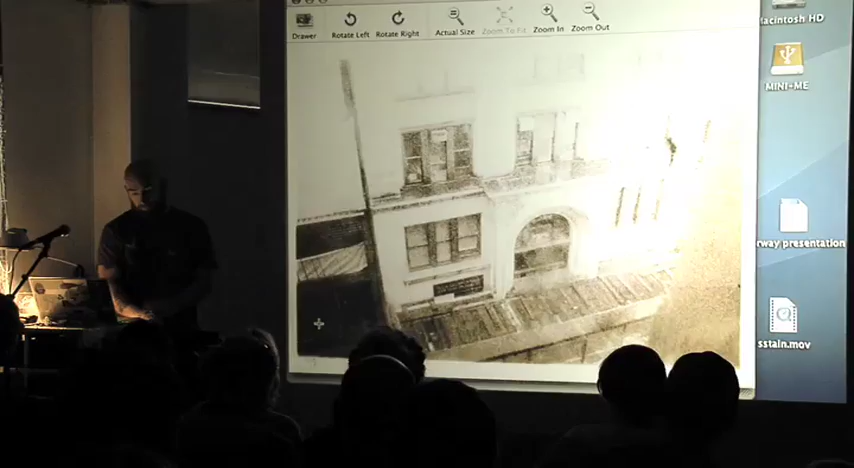 Drawer Rotate Left Rotate Right Actual Size Zoom To Fit Zoom In Zoom Out
Macintosh HD
MINI-ME
rway presentation
sstain.mov